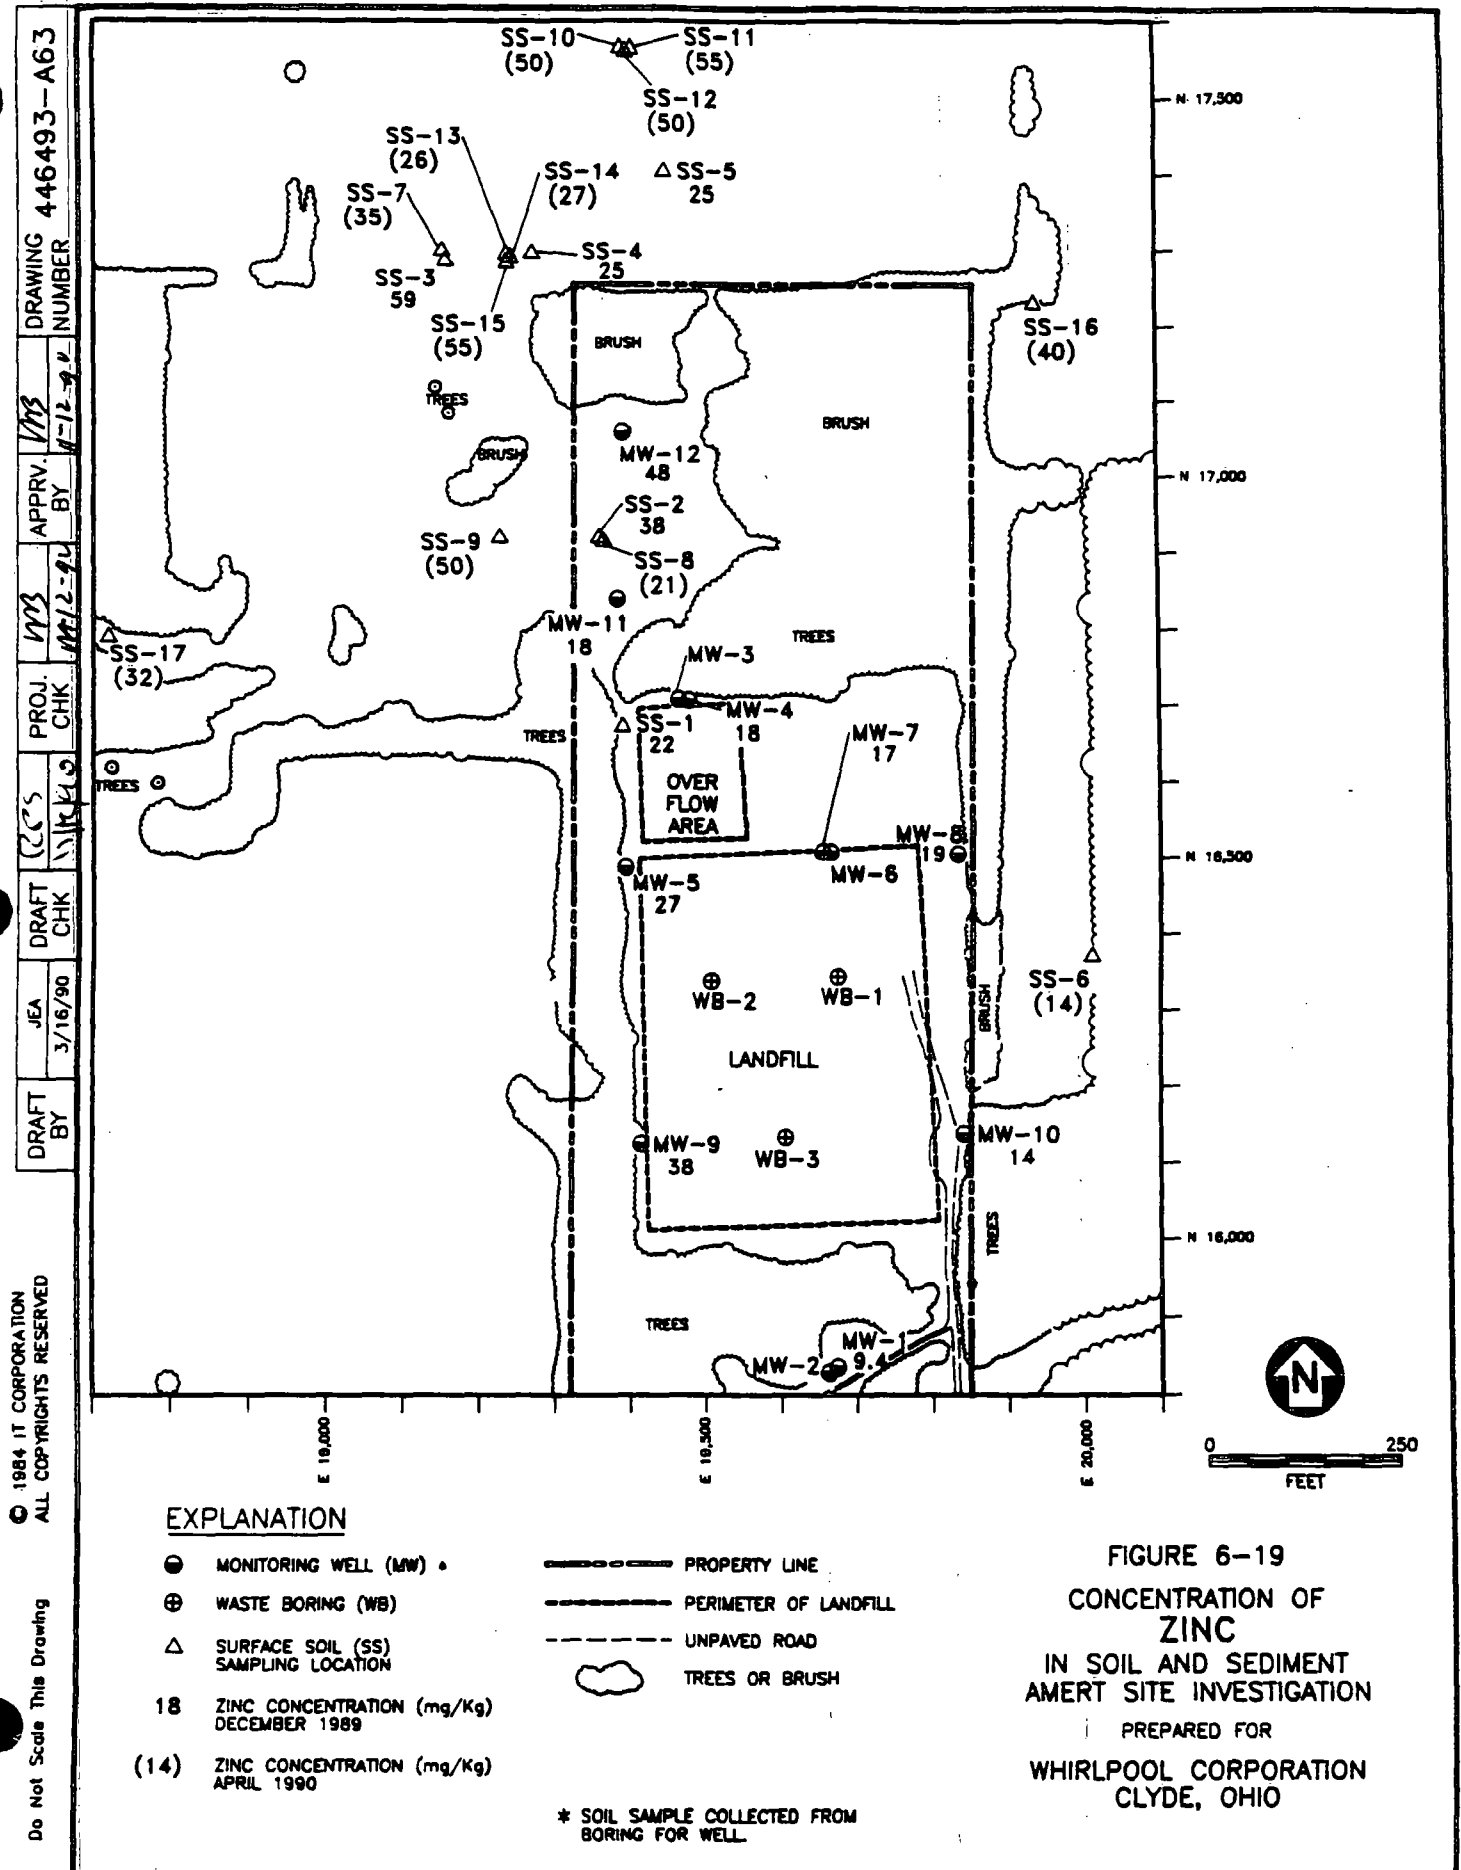 DRAWING 446493-A63
NUMBER
APPRV.
BY
PROJ.
CHK
DRAFT
CHK
JEA
3/16/90
DRAFT
BY
© 1984 IT CORPORATION
ALL COPYRIGHTS RESERVED
Do Not Scale This Drawing
SS-10
(50)
SS-11
(55)
SS-12
(50)
SS-13
(26)
SS-14
(27)
SS-5
25
SS-7
(35)
SS-3
59
SS-4
25
SS-15
(55)
SS-16
(40)
BRUSH
TREES
BRUSH
BRUSH
MW-12
48
SS-2
38
SS-9
(50)
SS-8
(21)
MW-11
18
TREES
SS-17
(32)
MW-3
MW-4
18
SS-1
22
TREES
MW-7
17
TREES
OVER
FLOW
AREA
MW-8
19
MW-6
MW-5
27
WB-2
WB-1
SS-6
(14)
BRUSH
LANDFILL
MW-9
38
WB-3
MW-10
14
TREES
TREES
MW-1
9.4
MW-2
N 17,500
N 17,000
N 16,500
N 16,000
E 19,000
E 19,500
E 20,000
N
0 250
FEET
EXPLANATION
MONITORING WELL (MW)
WASTE BORING (WB)
SURFACE SOIL (SS)
SAMPLING LOCATION
18 ZINC CONCENTRATION (mg/Kg)
DECEMBER 1989
(14) ZINC CONCENTRATION (mg/Kg)
APRIL 1990
PROPERTY LINE
PERIMETER OF LANDFILL
UNPAVED ROAD
TREES OR BRUSH
* SOIL SAMPLE COLLECTED FROM
BORING FOR WELL
FIGURE 6-19
CONCENTRATION OF
ZINC
IN SOIL AND SEDIMENT
AMERT SITE INVESTIGATION
PREPARED FOR
WHIRLPOOL CORPORATION
CLYDE, OHIO